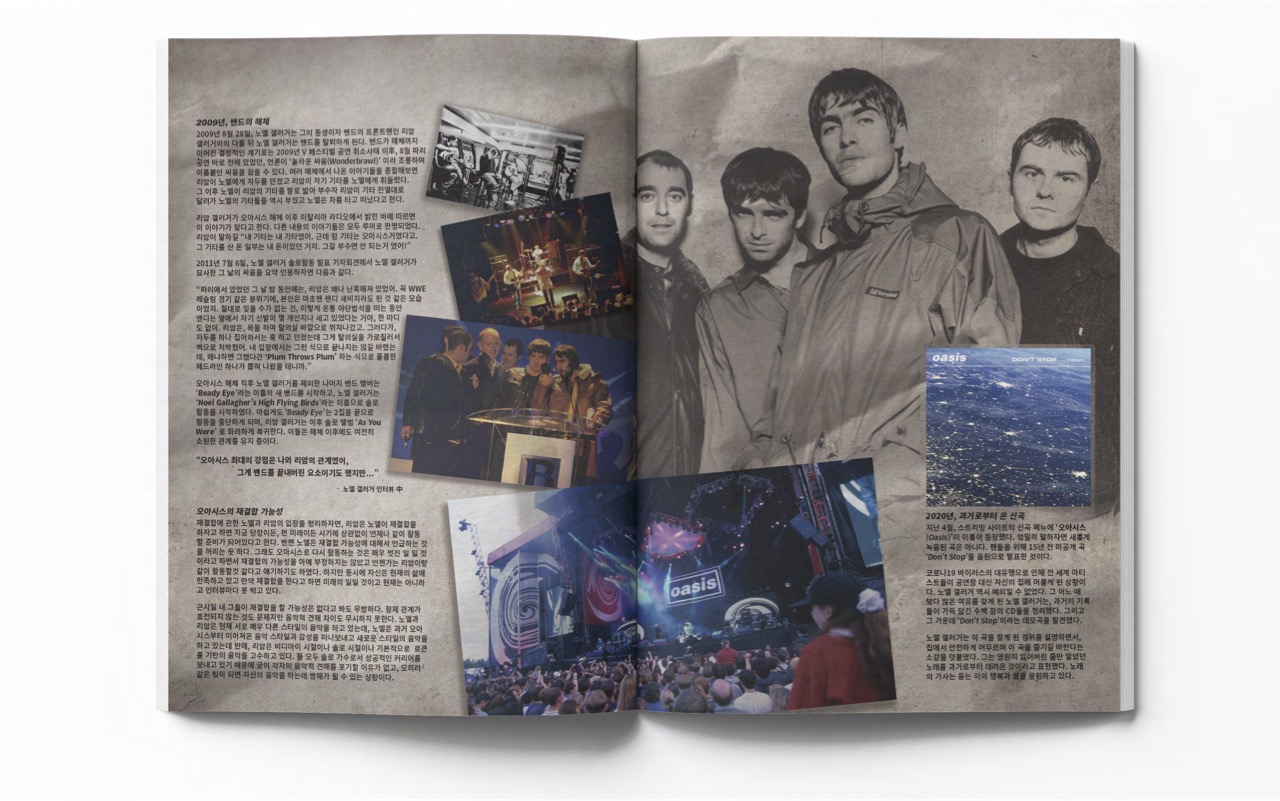 2009년, 밴드의 해체
2009년 8월 28일, 노엘 갤러거는 그의 동생이자 밴드의 프론트맨인 리암
갤러거와의 다툼 뒤 노엘 갤러거는 밴드를 탈퇴하게 된다. 밴드가 해체까지
이어진 결정적인 계기로는 2009년 V 페스티벌 공연 취소사태 이후, 8월 파리
공연 바로 전에 있었던, 언론이 '놀라운 싸움(Wonderbrawl)' 이라 조롱하며
이름붙인 싸움을 꼽을 수 있다. 여러 매체에서 나온 이야기들을 종합해보면
리암이 노엘에게 자두를 던졌고 리암이 자기 기타를 노엘에게 휘둘렀다.
그 이후 노엘이 리암의 기타를 발로 밟아 부수자 리암이 기타 진열대로
달려가 노엘의 기타들을 역시 부쉈고 노엘은 차를 타고 떠났다고 한다.
리암 갤러거가 오아시스 해체 이후 이탈리아 라디오에서 밝힌 바에 따르면
이 이야기가 맞다고 한다. 다른 내용의 이야기들은 모두 루머로 판명되었다.
리암이 말하길 "내 기타는 내 기타였어. 근데 형 기타는 오아시스거였다고.
그 기타를 산 돈 일부는 내 돈이었던 거지. 그걸 부수면 안 되는거 였어!"
2011년 7월 6일, 노엘 갤러거 솔로활동 발표 기자회견에서 노엘 갤러거가
묘사한 그 날의 싸움을 요약 인용하자면 다음과 같다.
"파리에서 있었던 그 날 밤 동안에는, 리암은 꽤나 난폭해져 있었어. 꼭 WWE
레슬링 경기 같은 분위기에, 본인은 마초맨 랜디 새비지라도 된 것 같은 모습
이었지. 절대로 잊을 수가 없는 건, 이렇게 온통 아단법석을 떠는 동안
앤디는 옆에서 자기 신발이 몇 개인지나 세고 있었다는 거야, 한 마디
도 없이. 리암은, 욕을 하며 탈의실 바깥으로 뛰쳐나갔고. 그러다가,
자두를 하나 집어와서는 휙 하고 던졌는데 그게 탈의실을 가로질러서
벽으로 처박혔어. 내 입장에서는 그런 식으로 끝나지는 않길 바랬는
데, 왜냐하면 그랬다간 'Plum Throws Plum' 하는 식으로 훌륭한
헤드라인 하나가 뽑혀 나왔을 테니까."
오아시스 해체 직후 노엘 갤러거를 제외한 나머지 밴드 멤버는
'Beady Eye'라는 이름의 새 밴드를 시작하고, 노엘 갤러거는
'Noel Gallagher's High Flying Birds'라는 이름으로 솔로
활동을 시작하였다. 아쉽게도 'Beady Eye'는 2집을 끝으로
활동을 중단하게 되며, 리암 갤러거는 이후 솔로 앨범 'As You
Were' 로 화려하게 복귀한다. 이들은 해체 이후에도 여전히
소원한 관계를 유지 중이다.
"오아시스 최대의 강점은 나와 리암의 관계였어,
그게 밴드를 끝내버린 요소이기도 했지만..."
- 노엘 갤러거 인터뷰 中
오아시스의 재결합 가능성
재결합에 관한 노엘과 리암의 입장을 정리하자면, 리암은 노엘이 재결합을
하자고 하면 지금 당장이든, 먼 미래이든 시기에 상관없이 언제나 같이 활동
할 준비가 되어있다고 한다. 반면 노엘은 재결합 가능성에 대해서 언급하는 것
를 꺼리는 듯 하다. 그래도 오아시스로 다시 활동하는 것은 매우 멋진 일 일 것
이라고 하면서 재결합의 가능성을 아예 부정하지는 않았고 언젠가는 리암이랑
같이 활동할것 같다고 얘기하기도 하였다. 하지만 동시에 자신은 현재의 삶에
만족하고 있고 만약 재결합을 한다고 하면 미래의 일일 것이고 현재는 아니라
고 인터뷰마다 못 박고 있다.
근시일 내 그들이 재결합을 할 가능성은 없다고 봐도 무방하다. 형제 관계가
호전되지 않는 것도 문제지만 음악적 견해 차이도 무시하지 못한다. 노엘과
리암은 현재 서로 매우 다른 스타일의 음악을 하고 있는데, 노엘은 과거 오아
시스부터 이어져온 음악 스타일과 감성을 떠나보내고 새로운 스타일의 음악을
하고 있는데 반해, 리암은 비디아이 시절이나 솔로 시절이나 기본적으로 로큰
롤 기반의 음악을 고수하고 있다. 둘 모두 솔로 가수로서 성공적인 커리어를
보내고 있기 때문에 굳이 각자의 음악적 견해를 포기할 이유가 없고, 오히려
같은 팀이 되면 자신의 음악을 하는데 방해가 될 수 있는 상황이다.
oasis
oasis DON'T STOP...
2020년, 과거로부터 온 신곡
지난 4월, 스트리밍 사이트의 신곡 메뉴에 '오아시스
(Oasis)'의 이름이 등장했다. 엄밀히 말하자면 새롭게
녹음된 곡은 아니다. 팬들을 위해 15년 전 미공개 곡
'Don't Stop'을 음원으로 발표한 것이다.
코로나19 바이러스의 대유행으로 인해 전 세계 아티
스트들이 공연장 대신 자신의 집에 머물게 된 상황이
다. 노엘 갤러거 역시 예외일 수 없었다. 그 어느 때
보다 많은 여유를 갖게 된 노엘 갤러거는, 과거의 기록
들이 가득 담긴 수백 장의 CD들을 정리했다. 그리고
그 가운데 'Don't Stop'이라는 데모곡을 발견했다.
노엘 갤러거는 이 곡을 찾게 된 경위를 설명하면서,
집에서 안전하게 머무르며 이 곡을 즐기길 바란다는
소감을 덧붙였다. 그는 영원히 잃어버린 줄만 알았던
노래를 과거로부터 데려온 것이라고 표현했다. 노래
의 가사는 듣는 이의 행복과 꿈을 응원하고 있다.